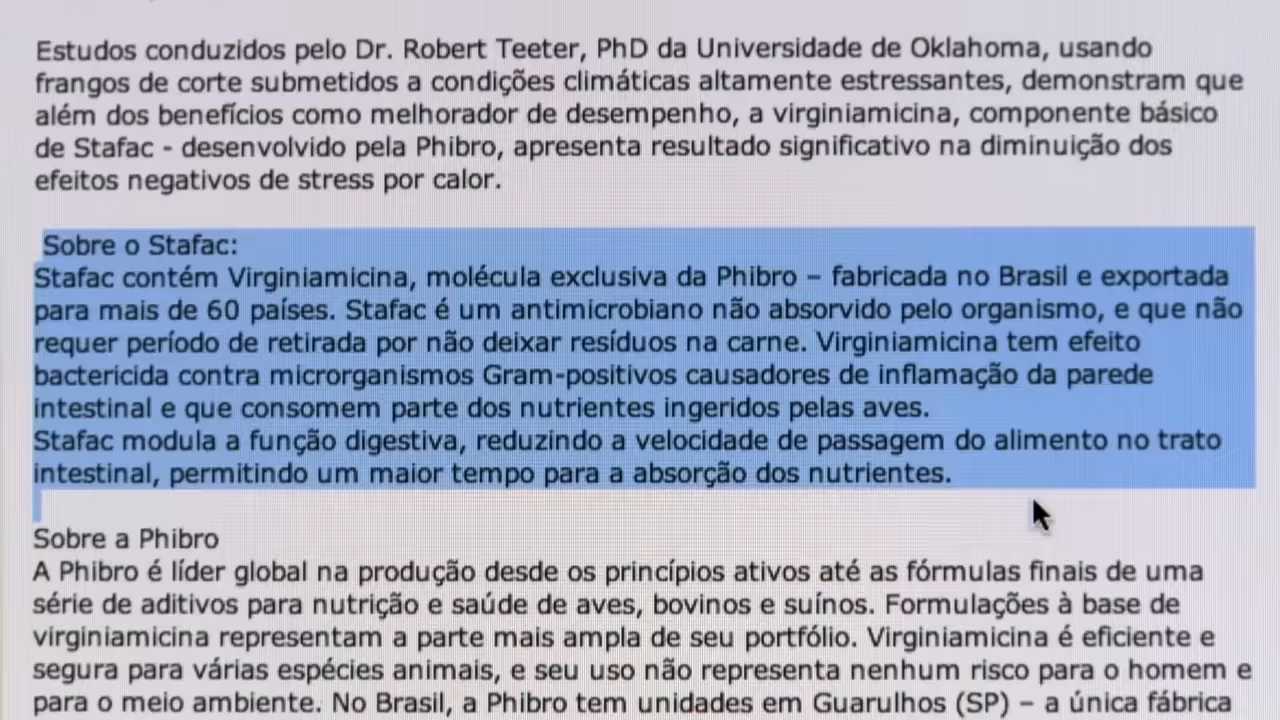 Estudos conduzidos pelo Dr. Robert Teeter, PhD da Universidade de Oklahoma, usando
frangos de corte submetidos a condições climáticas altamente estressantes, demonstram que
além dos benefícios como melhorador de desempenho, a virginiamicina, componente básico
de Stafac - desenvolvido pela Phibro, apresenta resultado significativo na diminuição dos
efeitos negativos de stress por calor.
Sobre o Stafac:
Stafac contém Virginiamicina, molécula exclusiva da Phibro – fabricada no Brasil e exportada
para mais de 60 países. Stafac é um antimicrobiano não absorvido pelo organismo, e que não
requer período de retirada por não deixar resíduos na carne. Virginiamicina tem efeito
bactericida contra microrganismos Gram-positivos causadores de inflamação da parede
intestinal e que consomem parte dos nutrientes ingeridos pelas aves.
Stafac modula a função digestiva, reduzindo a velocidade de passagem do alimento no trato
intestinal, permitindo um maior tempo para a absorção dos nutrientes.
Sobre a Phibro
A Phibro é líder global na produção desde os princípios ativos até as fórmulas finais de uma
série de aditivos para nutrição e saúde de aves, bovinos e suínos. Formulações à base de
virginiamicina representam a parte mais ampla de seu portfólio. Virginiamicina é eficiente e
segura para várias espécies animais, e seu uso não representa nenhum risco para o homem e
para o meio ambiente. No Brasil, a Phibro tem unidades em Guarulhos (SP) – a única fábrica